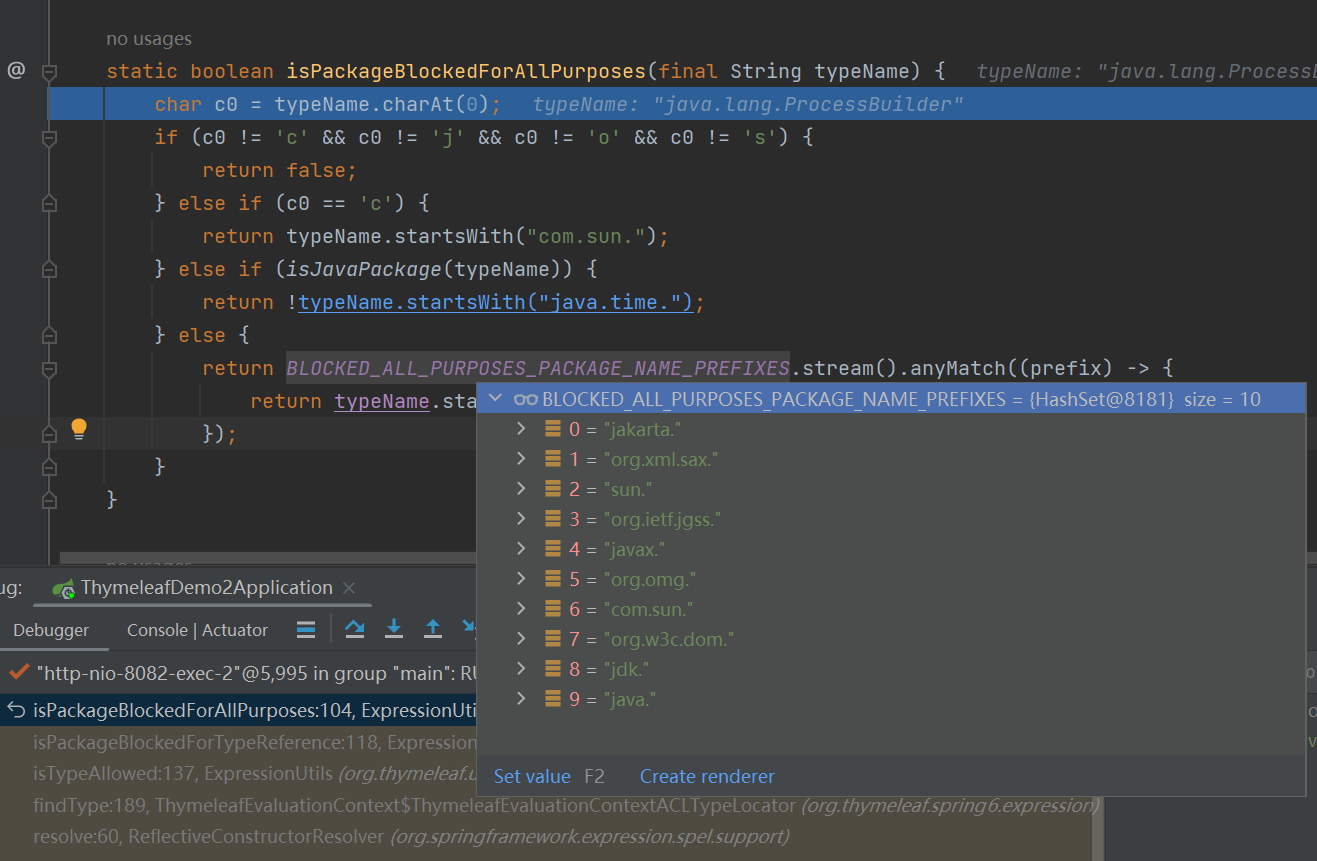 no usages
@
static boolean isPackageBlockedForAllPurposes(final String typeName) { typeName: "java.lang.ProcessB
char c0 = typeName.charAt(0); typeName: "java.lang.ProcessBuilder"
if (c0 != 'c' && c0 != 'j' && c0 != 'o' && c0 != 's') {
return false;
} else if (c0 == 'c') {
return typeName.startsWith("com.sun.");
} else if (isJavaPackage(typeName)) {
return !typeName.startsWith("java.time.");
} else {
return BLOCKED_ALL_PURPOSES_PACKAGE_NAME_PREFIXES.stream().anyMatch((prefix) -> {
return typeName.sta
});
}
}
BLOCKED_ALL_PURPOSES_PACKAGE_NAME_PREFIXES = {HashSet@8181} size = 10
0 = "jakarta."
1 = "org.xml.sax."
2 = "sun."
3 = "org.ietf.jgss."
4 = "javax."
5 = "org.omg."
6 = "com.sun."
7 = "org.w3c.dom."
8 = "jdk."
9 = "java."
Set value F2 Create renderer
ug: ThymeleafDemo2Application
Debugger Console | Actuator
"http-nio-8082-exec-2"@5,995 in group "main": RU
isPackageBlockedForAllPurposes:104, ExpressionUti
isPackageBlockedForTypeReference:118, Expression
isTypeAllowed:137, ExpressionUtils (org.thymeleaf.u
findType:189, ThymeleafEvaluationContext$ThymeleafEvaluationContextACLTypeLocator (org.thymeleaf.spring6.expression)
resolve:60, ReflectiveConstructorResolver (org.springframework.expression.spel.support)